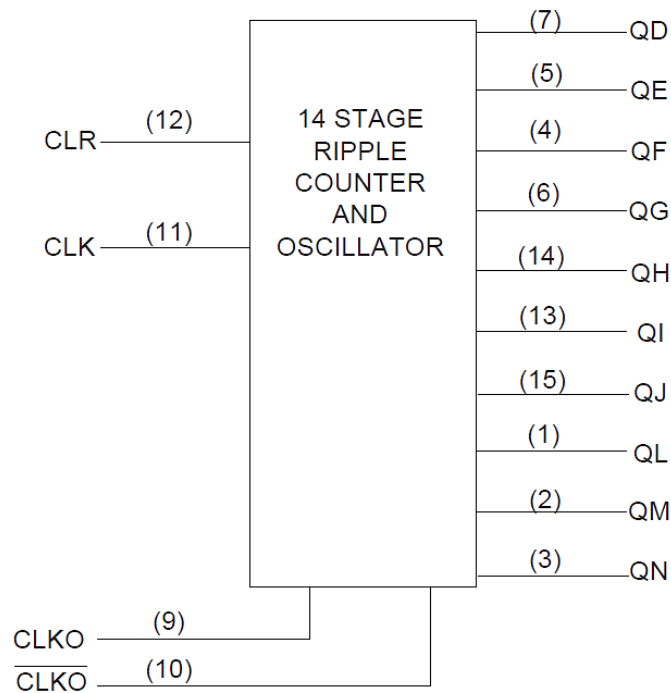 (7) QD
(5) QE
14 STAGE
RIPPLE
COUNTER
AND
OSCILLATOR
CLR (12)
(4) QF
(6) QG
CLK (11)
(14) QH
(13) QI
(15) QJ
(1) QL
(2) QM
(3) QN
CLKO (9)
C̅L̅K̅O̅ (10)